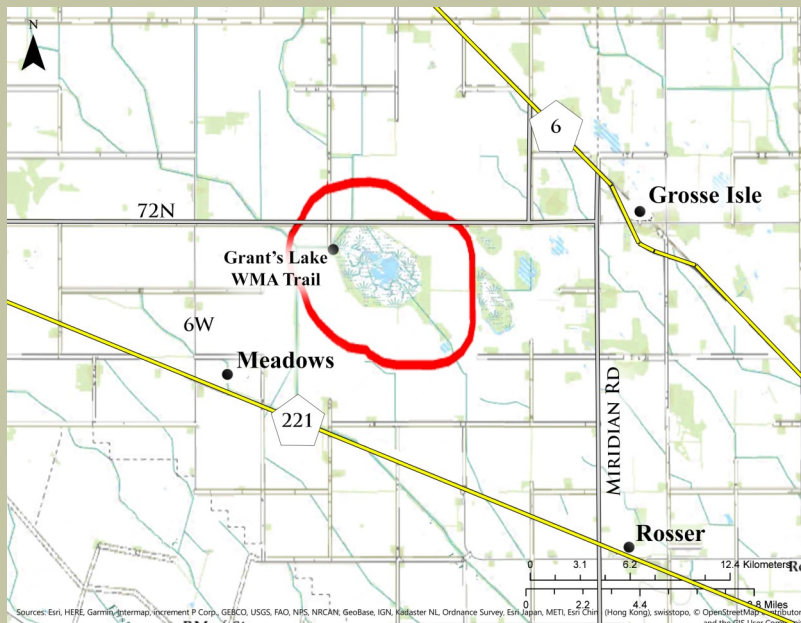 N
6
Grosse Isle
72N
Grant's Lake
WMA Trail
6W
Meadows
221
MIRIDIAN RD
Rosser
0 3.1 6.2 12.4 Kilometers
0 2.2 4.4 8.8 Miles
Sources: Esri, HERE, Garmin, Intermap, increment P Corp., GEBCO, USGS, FAO, NPS, NRCAN, GeoBase, IGN, Kadaster NL, Ordnance Survey, Esri Japan, METI, Esri China (Hong Kong), swisstopo, © OpenStreetMap contributors
and the GIS User